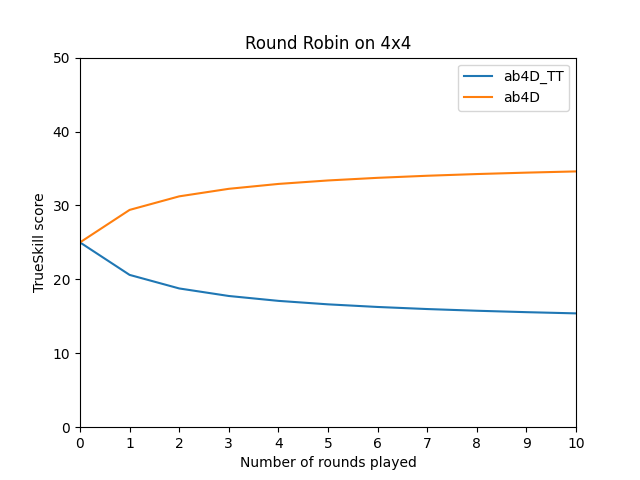 Round Robin on 4x4
ab4D_TT
ab4D
TrueSkill score
50
40
30
20
10
0
0 1 2 3 4 5 6 7 8 9 10
Number of rounds played